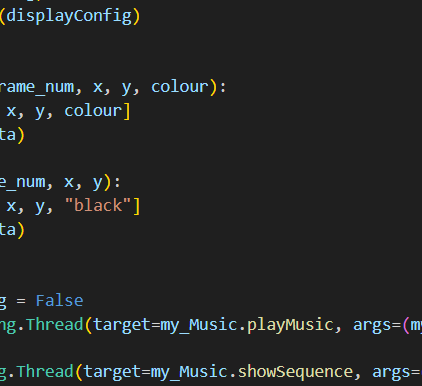 (displayConfig)
rame_num, x, y, colour):
x, y, colour]
ta)
e_num, x, y):
x, y, "black"]
ta)
g = False
ng.Thread(target=my_Music.playMusic, args=(my
g.Thread(target=my_Music.showSequence, args=